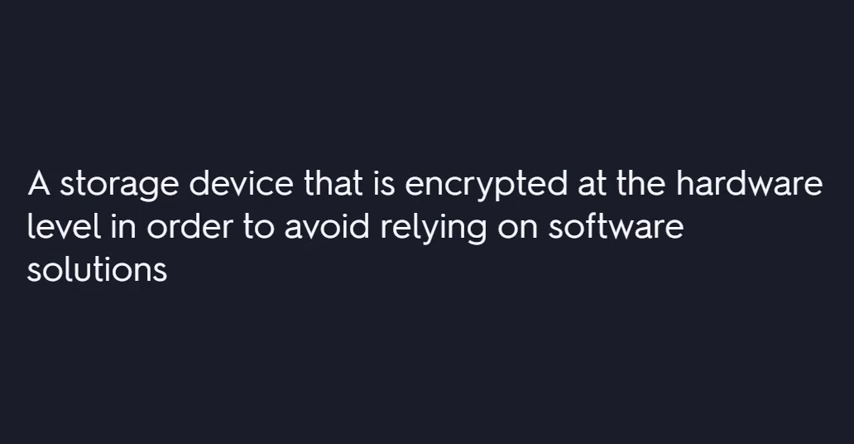 A storage device that is encrypted at the hardware
level in order to avoid relying on software
solutions